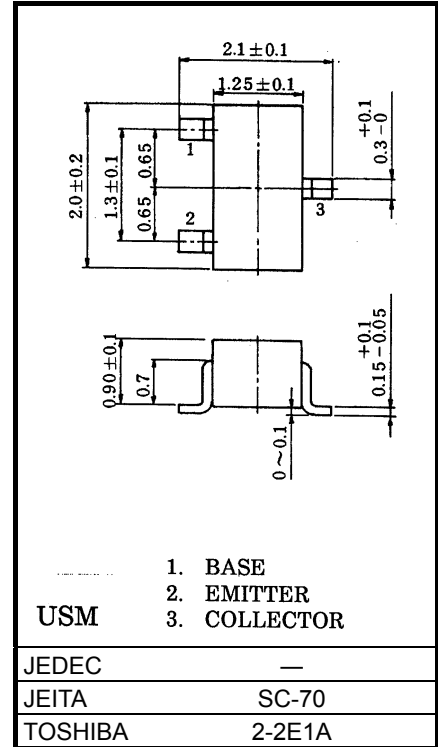 2.1±0.1
1.25±0.1
2.0±0.2
1.3±0.1
0.65
0.65
1
2
3
+0.1
0.3-0
0.90±0.1
0.7
0~0.1
+0.1
0.15-0.05
1. BASE
2. EMITTER
USM 3. COLLECTOR
JEDEC —
JEITA SC-70
TOSHIBA 2-2E1A